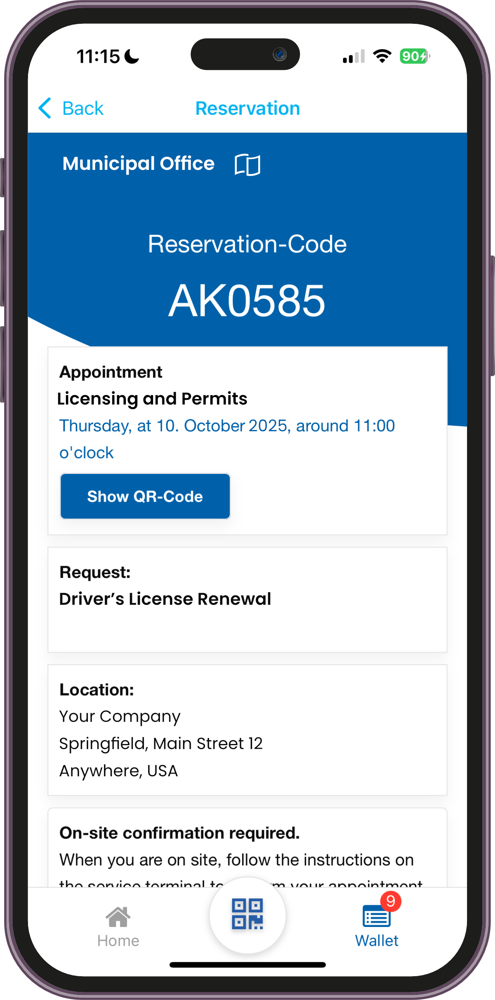 11:15
90
Back
Reservation
Municipal Office
Reservation-Code
AK0585
Appointment
Licensing and Permits
Thursday, at 10. October 2025, around 11:00
o'clock
Show QR-Code
Request:
Driver’s License Renewal
Location:
Your Company
Springfield, Main Street 12
Anywhere, USA
On-site confirmation required.
When you are on site, follow the instructions on
the service terminal your appointment
9
Home
Wallet